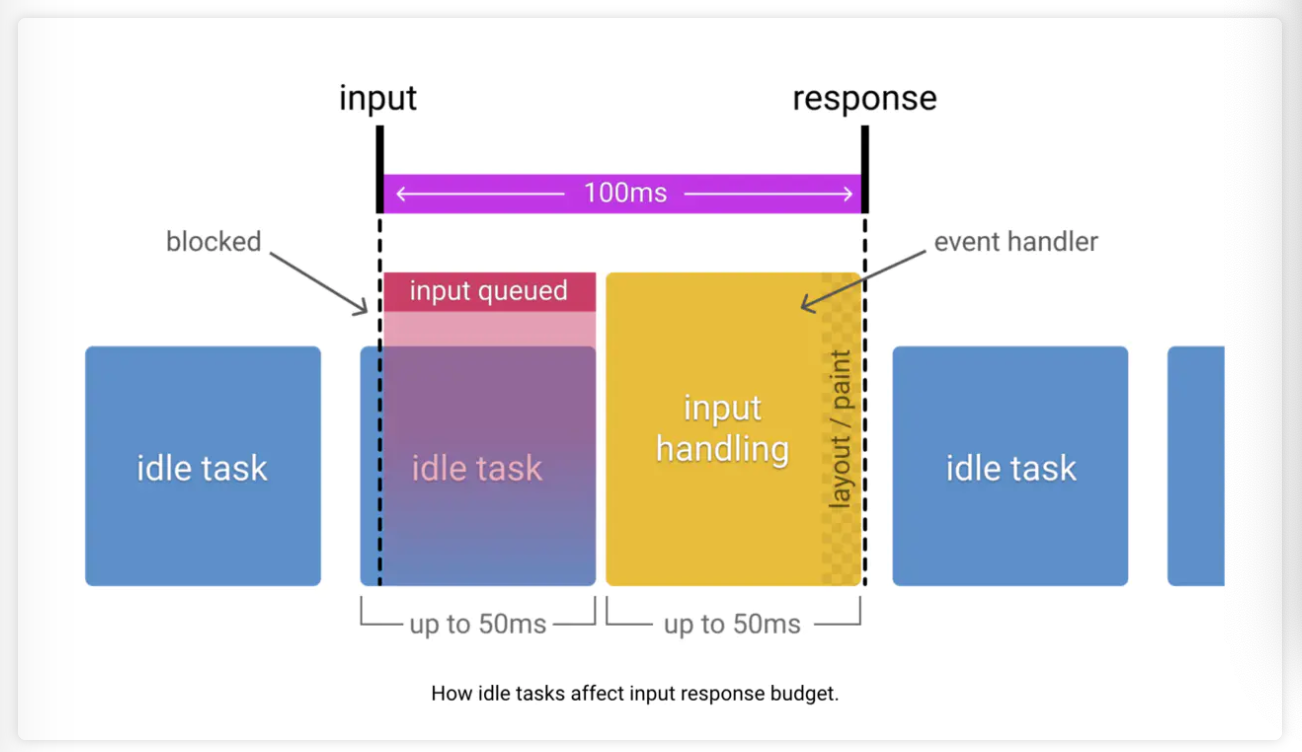 input
response
100ms
blocked
event handler
input queued
idle task
idle task
input
handling
layout / paint
idle task
up to 50ms
up to 50ms
How idle tasks affect input response budget.